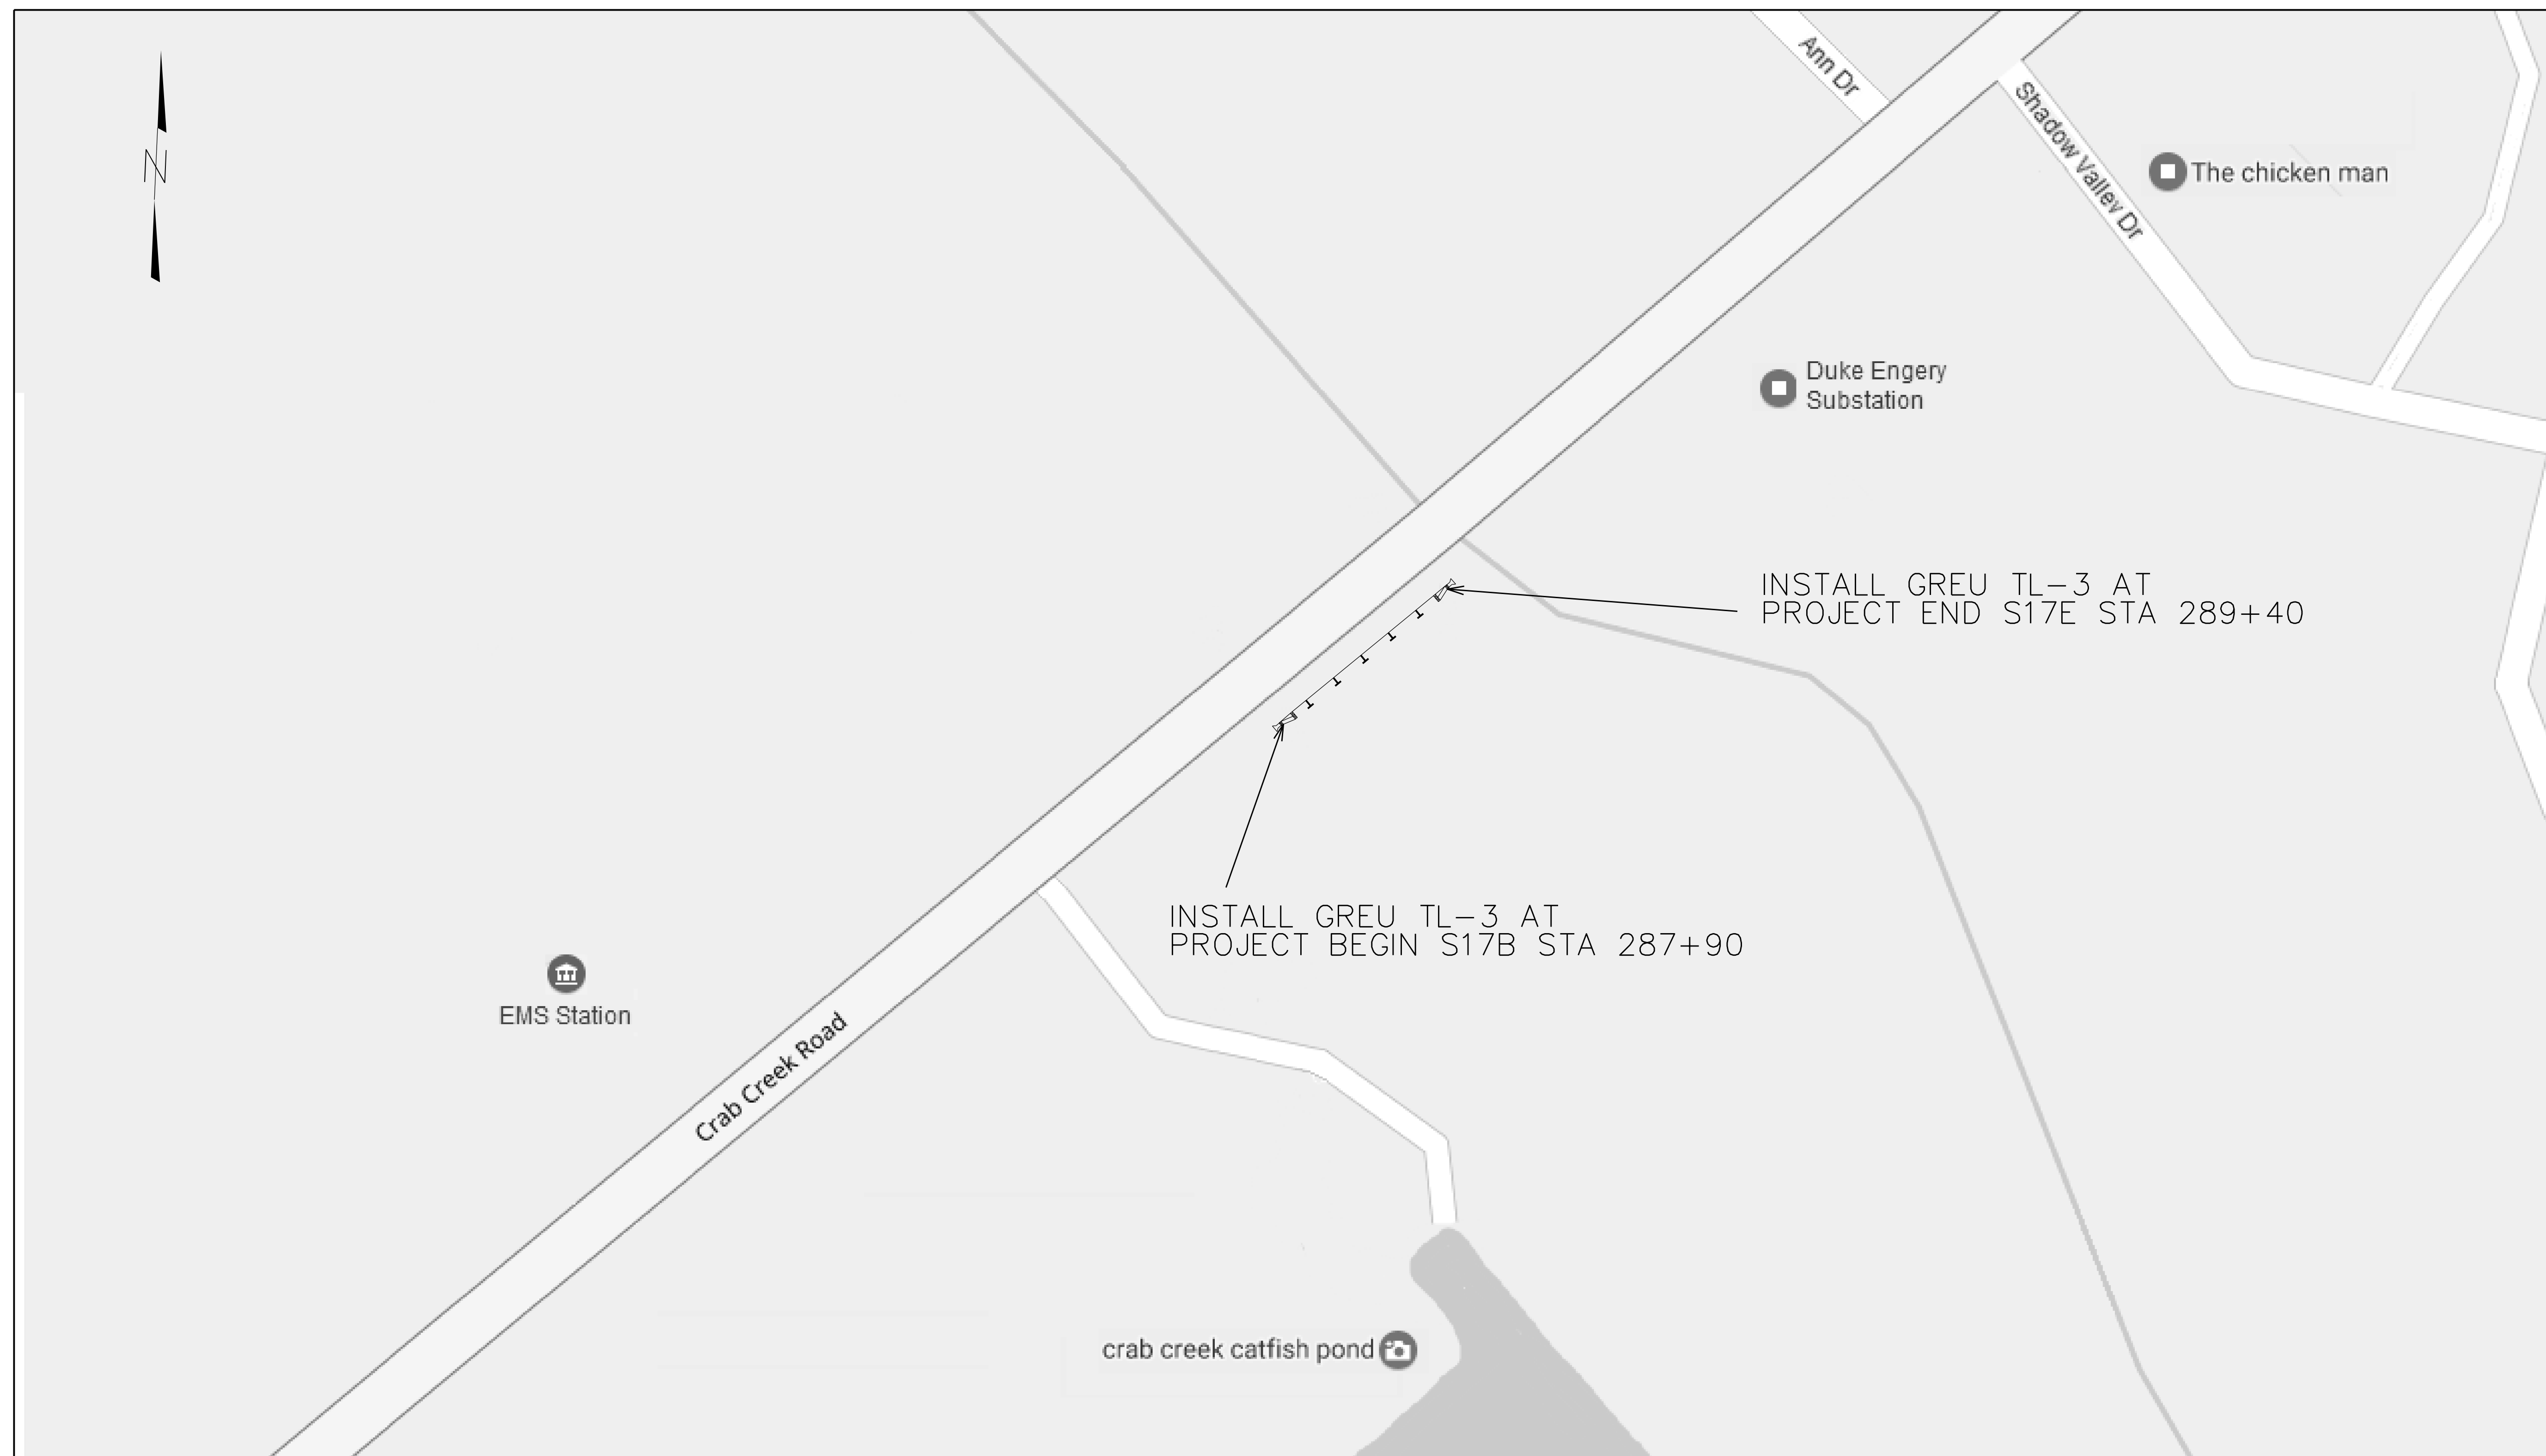 Ann Dr
N
Shadow Valley Dr
The chicken man
Duke Engery
Substation
INSTALL GREU TL-3 AT
PROJECT END S17E STA 289+40
INSTALL GREU TL-3 AT
PROJECT BEGIN S17B STA 287+90
EMS Station
Crab Creek Road
crab creek catfish pond